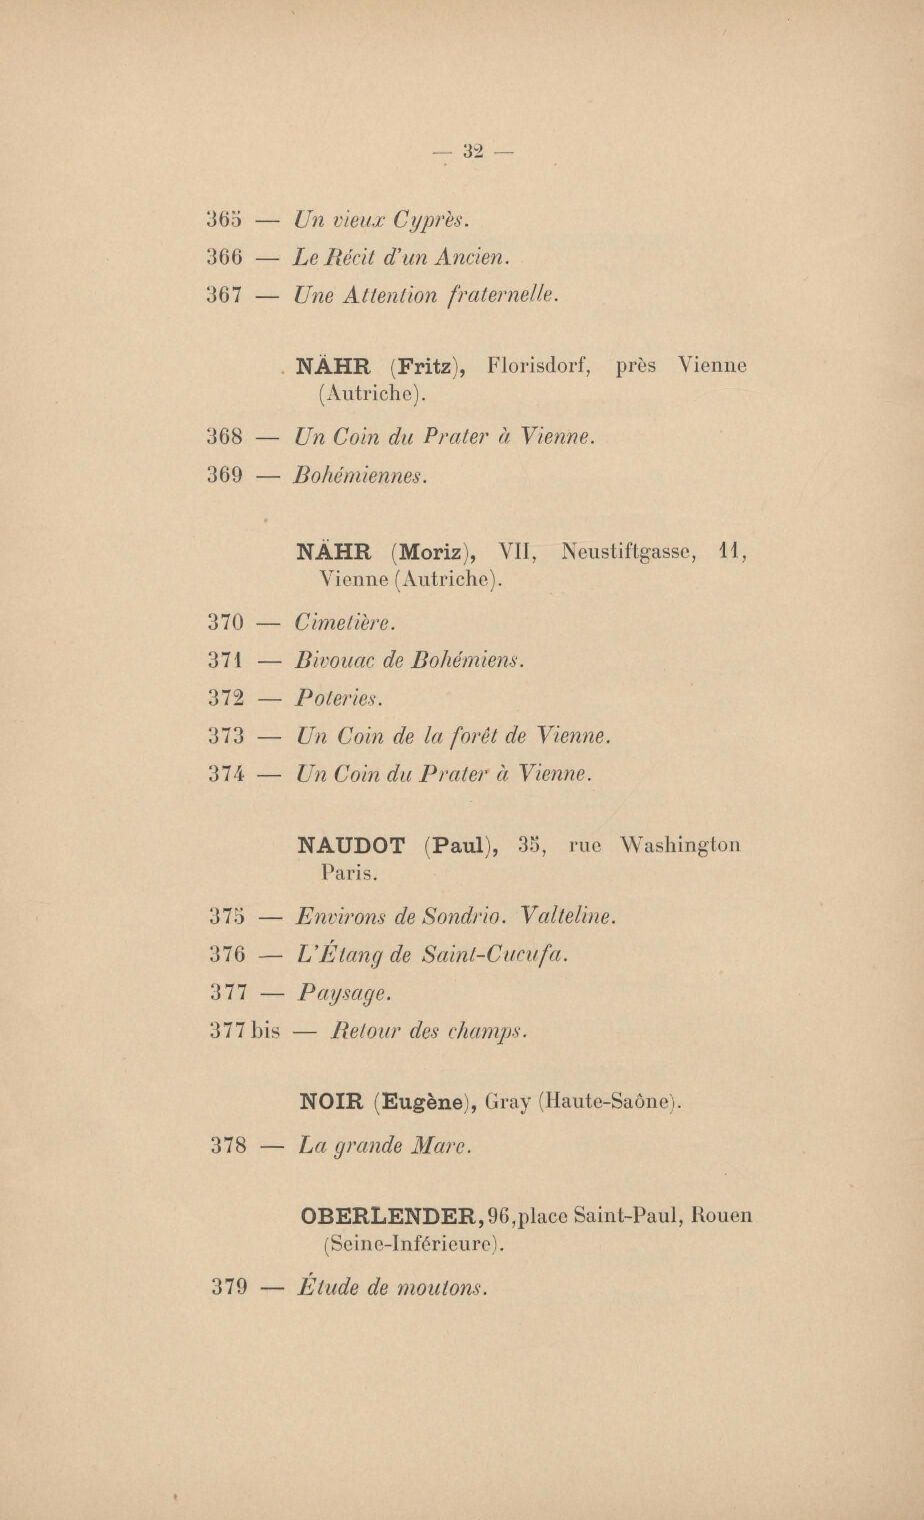 — 32 —
365 — Un vieux Cyprès.
366 — Le Récit d'un Ancien.
367 — Une Attention fraternelle.
NÄHR (Fritz), Florisdorf, près Vienne
(Autriche).
368 — Un Coin du Prater à Vienne.
369 — Bohémiennes.
NÄHR (Moriz), VII, Neustiftgasse, 11,
Vienne (Autriche).
370 — Cimetière.
371 — Bivouac de Bohémiens.
372 — Poteries.
373 — Un Coin de la forêt de Vienne.
374 — Un Coin du Prater à Vienne.
NAUDOT (Paul), 35, rue Washington
Paris.
375 — Environs de Sondrio. Valteline.
376 — L'Étang de Saint-Cucufa.
377 — Paysage.
377 bis — Retour des champs.
NOIR (Eugène), Gray (Haute-Saône).
378 — La grande Mare.
OBERLENDER, 96, place Saint-Paul, Rouen
(Seine-Inférieure).
379 — Étude de moutons.